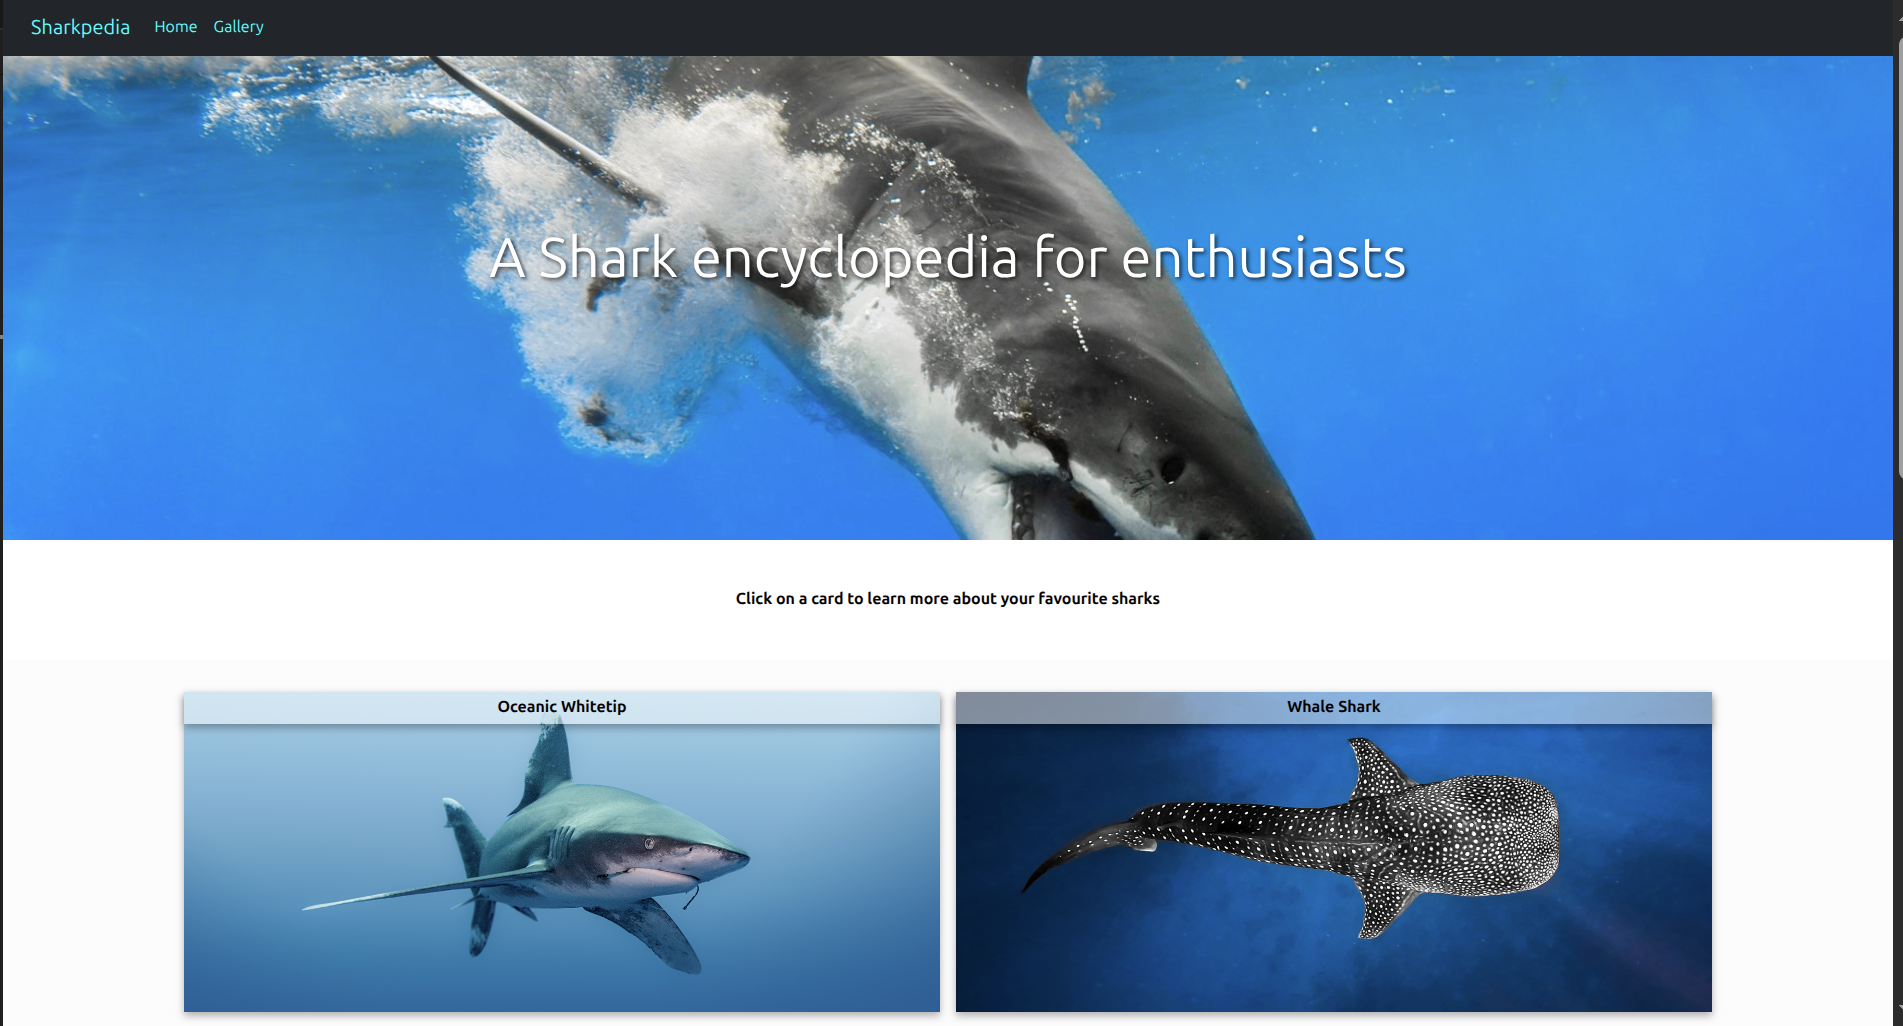 Sharkpedia Home Gallery
A Shark encyclopedia for enthusiasts
Click on a card to learn more about your favourite sharks
Oceanic Whitetip
Whale Shark